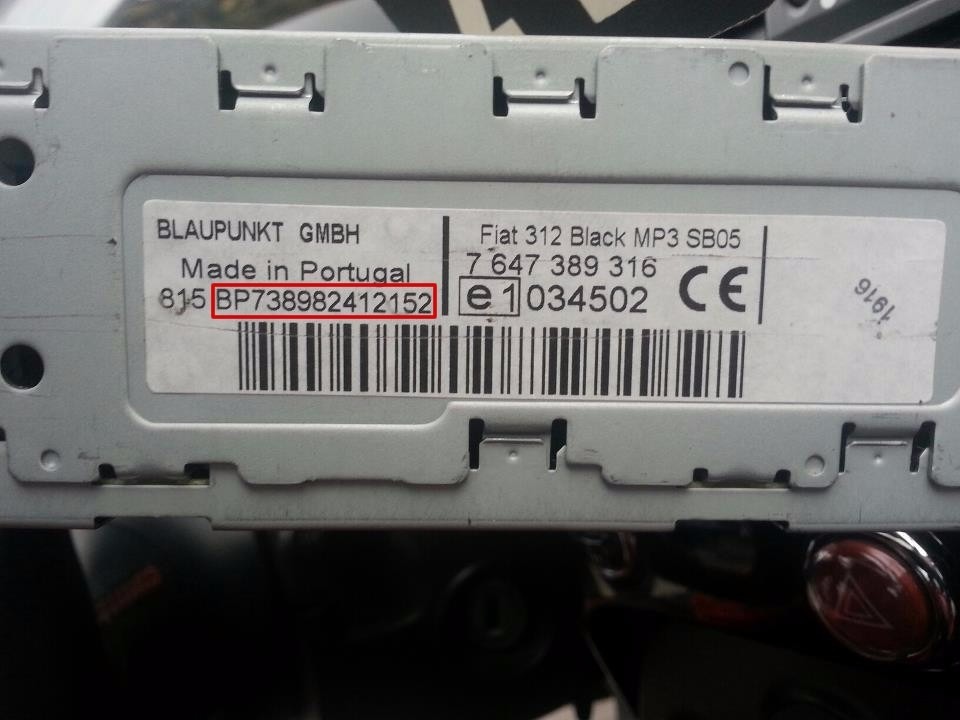 BLAUPUNKT GMBH
Made in Portugal
815 BP738982412152
Fiat 312 Black MP3 SB05
7 647 389 316
e1 034502
CE
1916